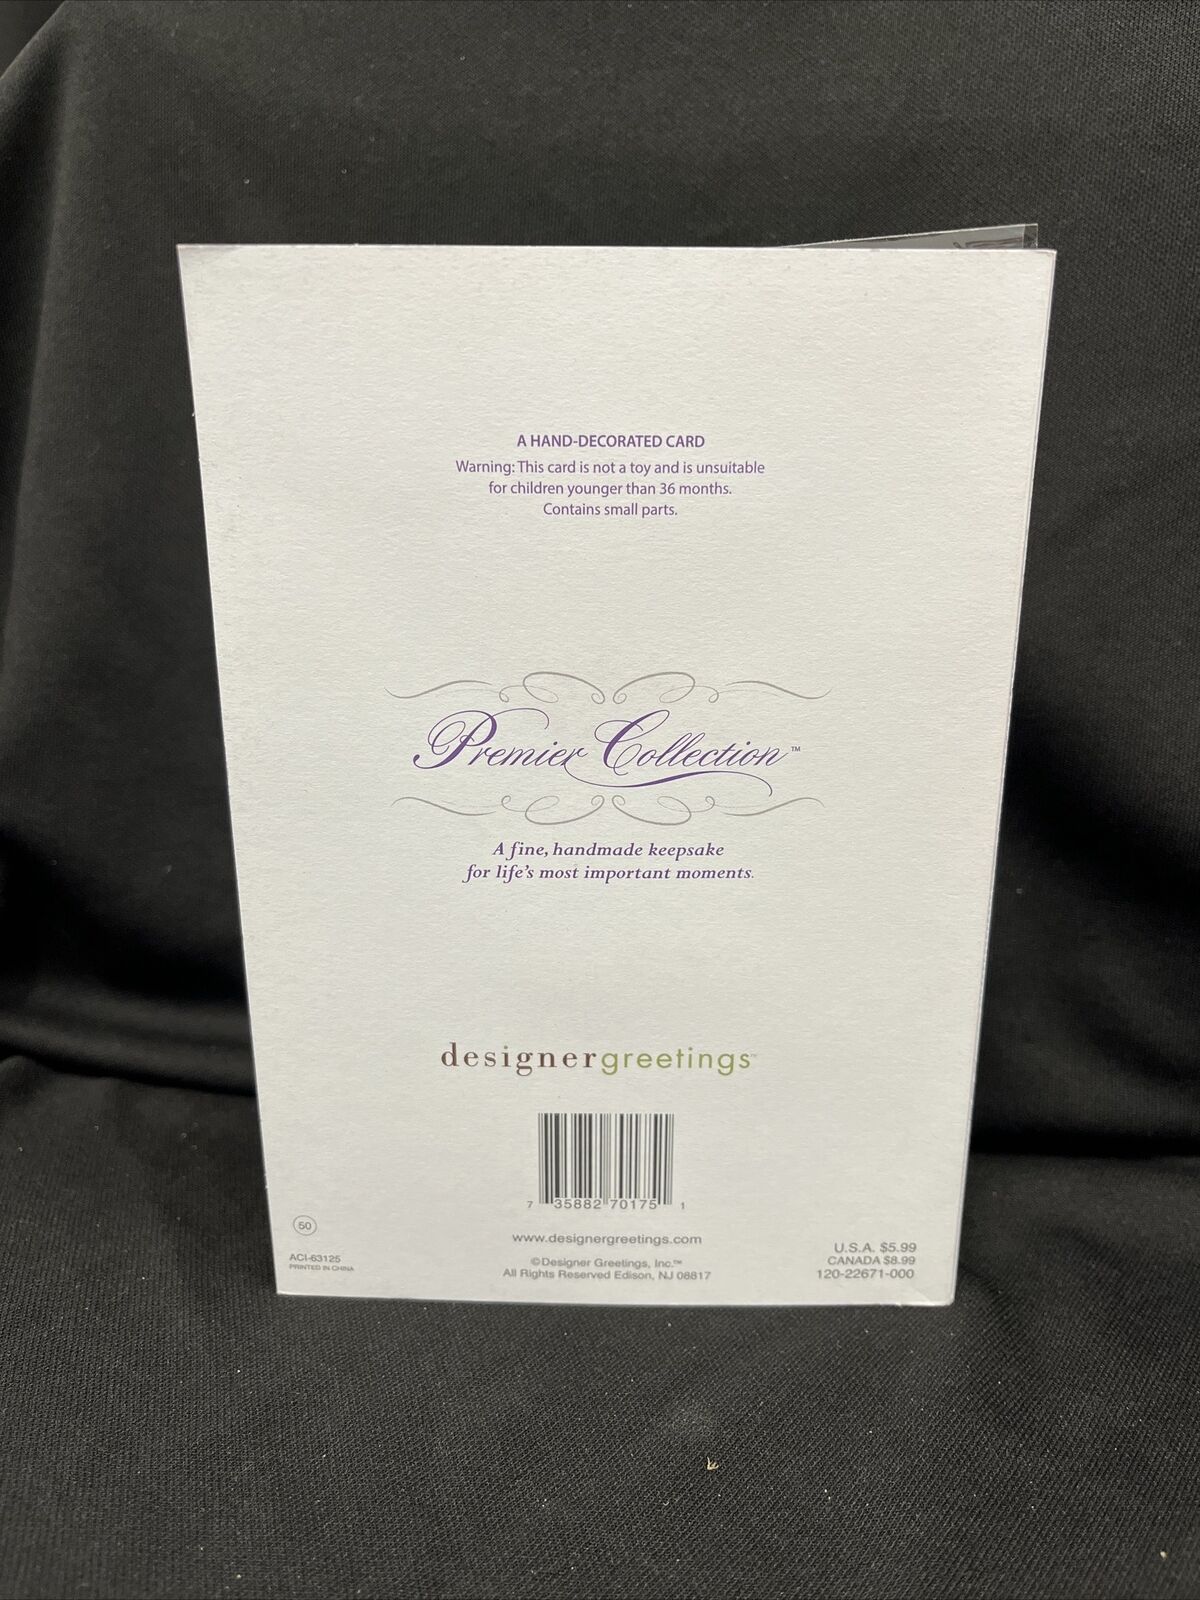 A HAND-DECORATED CARD
Warning: This card is not a toy and is unsuitable
for children younger than 36 months.
Contains small parts.
Premier Collection™
A fine, handmade keepsake
for life's most important moments.
designergreetings™
7 35882 70175 1
50
www.designergreetings.com
ACI-63125
PRINTED IN CHINA
©Designer Greetings, Inc.™
All Rights Reserved Edison, NJ 08817
U.S.A. $5.99
CANADA $8.99
120-22671-000